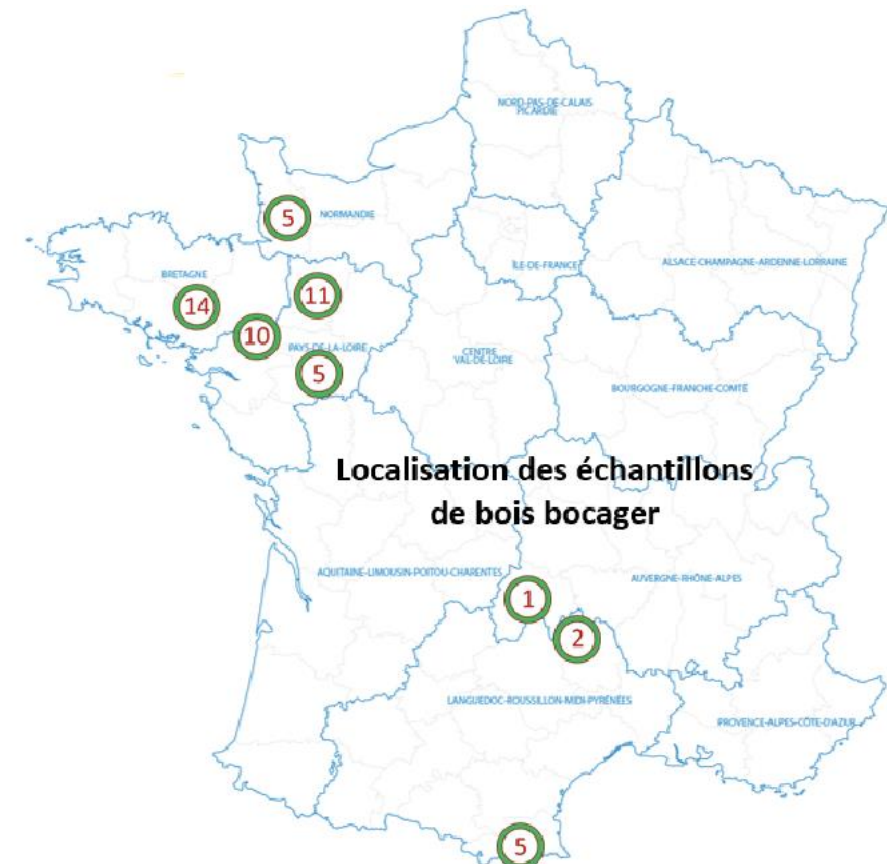 NORD-PAS-DE-CALAIS
PICARDIE
5
NORMANDIE
ÎLE-DE-FRANCE
ALSACE-CHAMPAGNE-ARDENNE-LORRAINE
BRETAGNE
14
11
10
PAYS-DE-LA-LOIRE
CENTRE
VAL-DE-LOIRE
5
BOURGOGNE-FRANCHE-COMTÉ
Localisation des échantillons
de bois bocager
AQUITAINE-LIMOUSIN-POITOU-CHARENTES
AUVERGNE-RHÔNE-ALPES
1
2
LANGUEDOC-ROUSSILLON-MIDI-PYRÉNÉES
PROVENCE-ALPES-CÔTE-D'AZUR
5